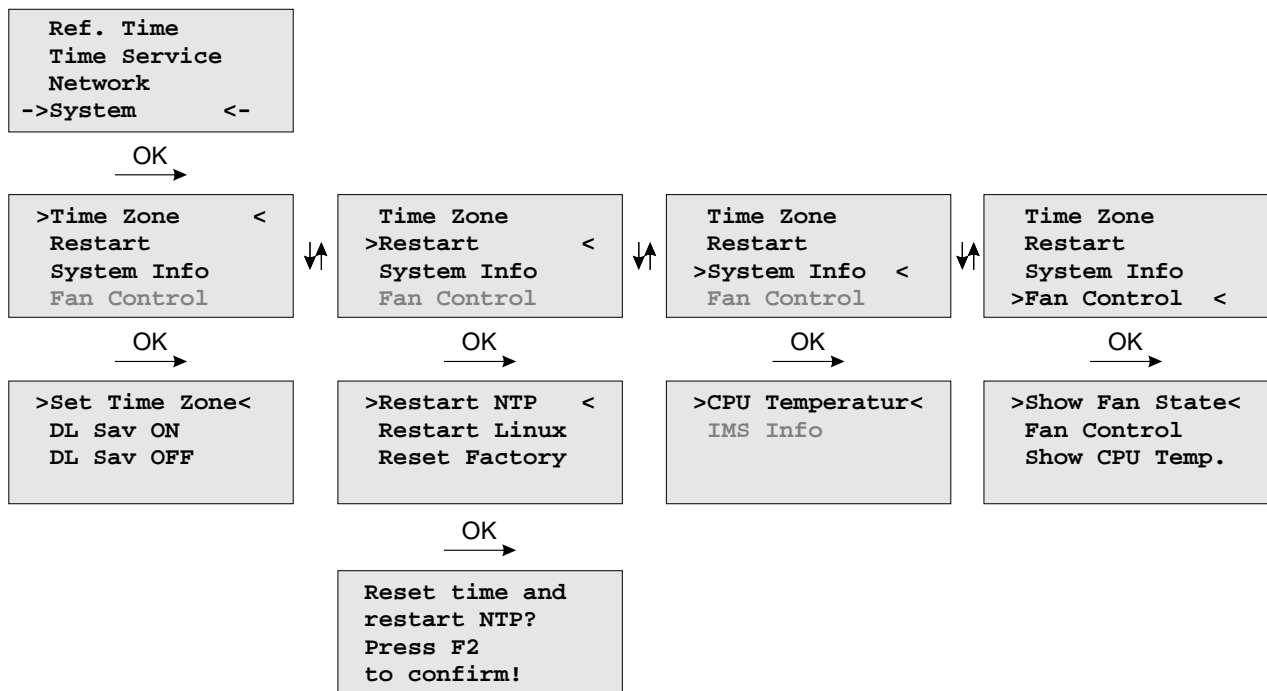 Ref. Time
Time Service
Network
->System <-
OK
>Time Zone <
Restart
System Info
Fan Control
Time Zone
>Restart <
System Info
Fan Control
Time Zone
Restart
>System Info <
Fan Control
Time Zone
Restart
System Info
>Fan Control <
OK
OK
OK
OK
>Set Time Zone<
DL Sav ON
DL Sav OFF
>Restart NTP <
Restart Linux
Reset Factory
>CPU Temperatur<
IMS Info
>Show Fan State<
Fan Control
Show CPU Temp.
OK
Reset time and
restart NTP?
Press F2
to confirm!